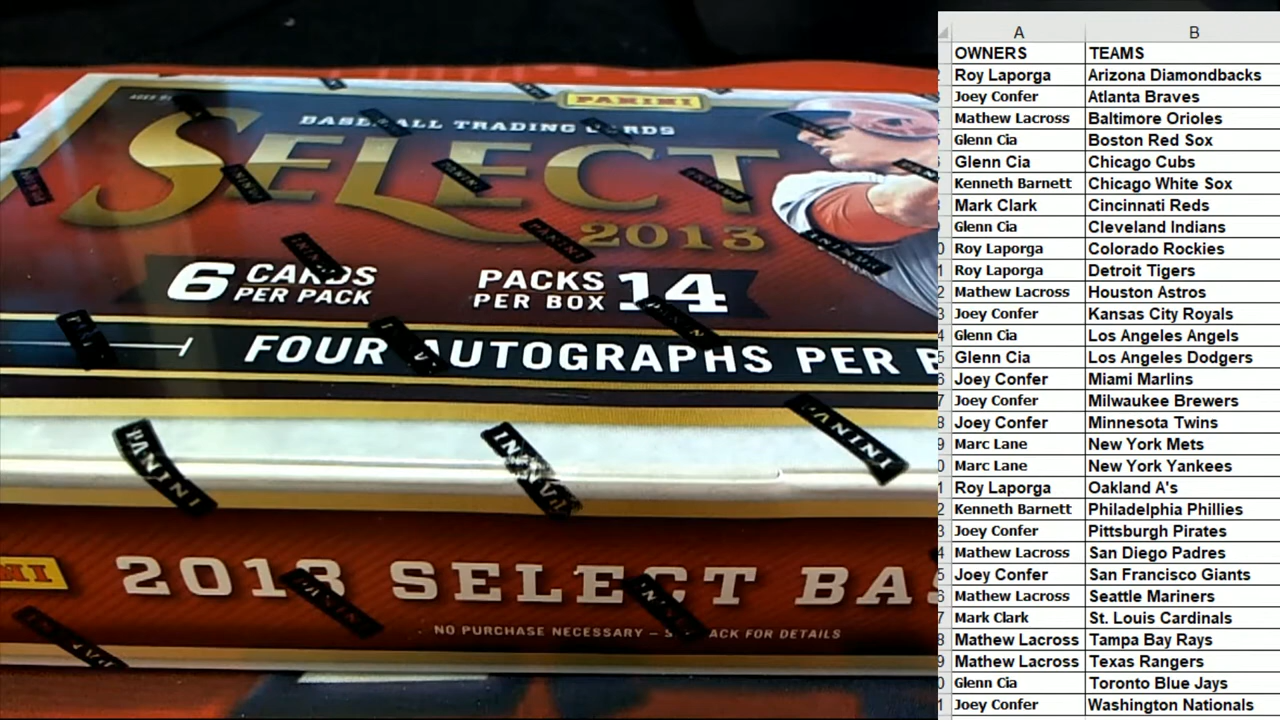 PANINI
BASEBALL TRADING CARDS
SELECT
2013
6 CARDS PER PACK
PACKS PER BOX 14
FOUR AUTOGRAPHS PER B
PANINI
PANINI
NI 2013 SELECT BAS
NO PURCHASE NECESSARY – S ACK FOR DETAILS
A B
OWNERS TEAMS
Roy Laporga Arizona Diamondbacks
Joey Confer Atlanta Braves
Mathew Lacross Baltimore Orioles
Glenn Cia Boston Red Sox
Glenn Cia Chicago Cubs
Kenneth Barnett Chicago White Sox
Mark Clark Cincinnati Reds
Glenn Cia Cleveland Indians
Roy Laporga Colorado Rockies
Roy Laporga Detroit Tigers
Mathew Lacross Houston Astros
Joey Confer Kansas City Royals
Glenn Cia Los Angeles Angels
Glenn Cia Los Angeles Dodgers
Joey Confer Miami Marlins
Joey Confer Milwaukee Brewers
Joey Confer Minnesota Twins
Marc Lane New York Mets
Marc Lane New York Yankees
Roy Laporga Oakland A's
Kenneth Barnett Philadelphia Phillies
Joey Confer Pittsburgh Pirates
Mathew Lacross San Diego Padres
Joey Confer San Francisco Giants
Mathew Lacross Seattle Mariners
Mark Clark St. Louis Cardinals
Mathew Lacross Tampa Bay Rays
Mathew Lacross Texas Rangers
Glenn Cia Toronto Blue Jays
Joey Confer Washington Nationals